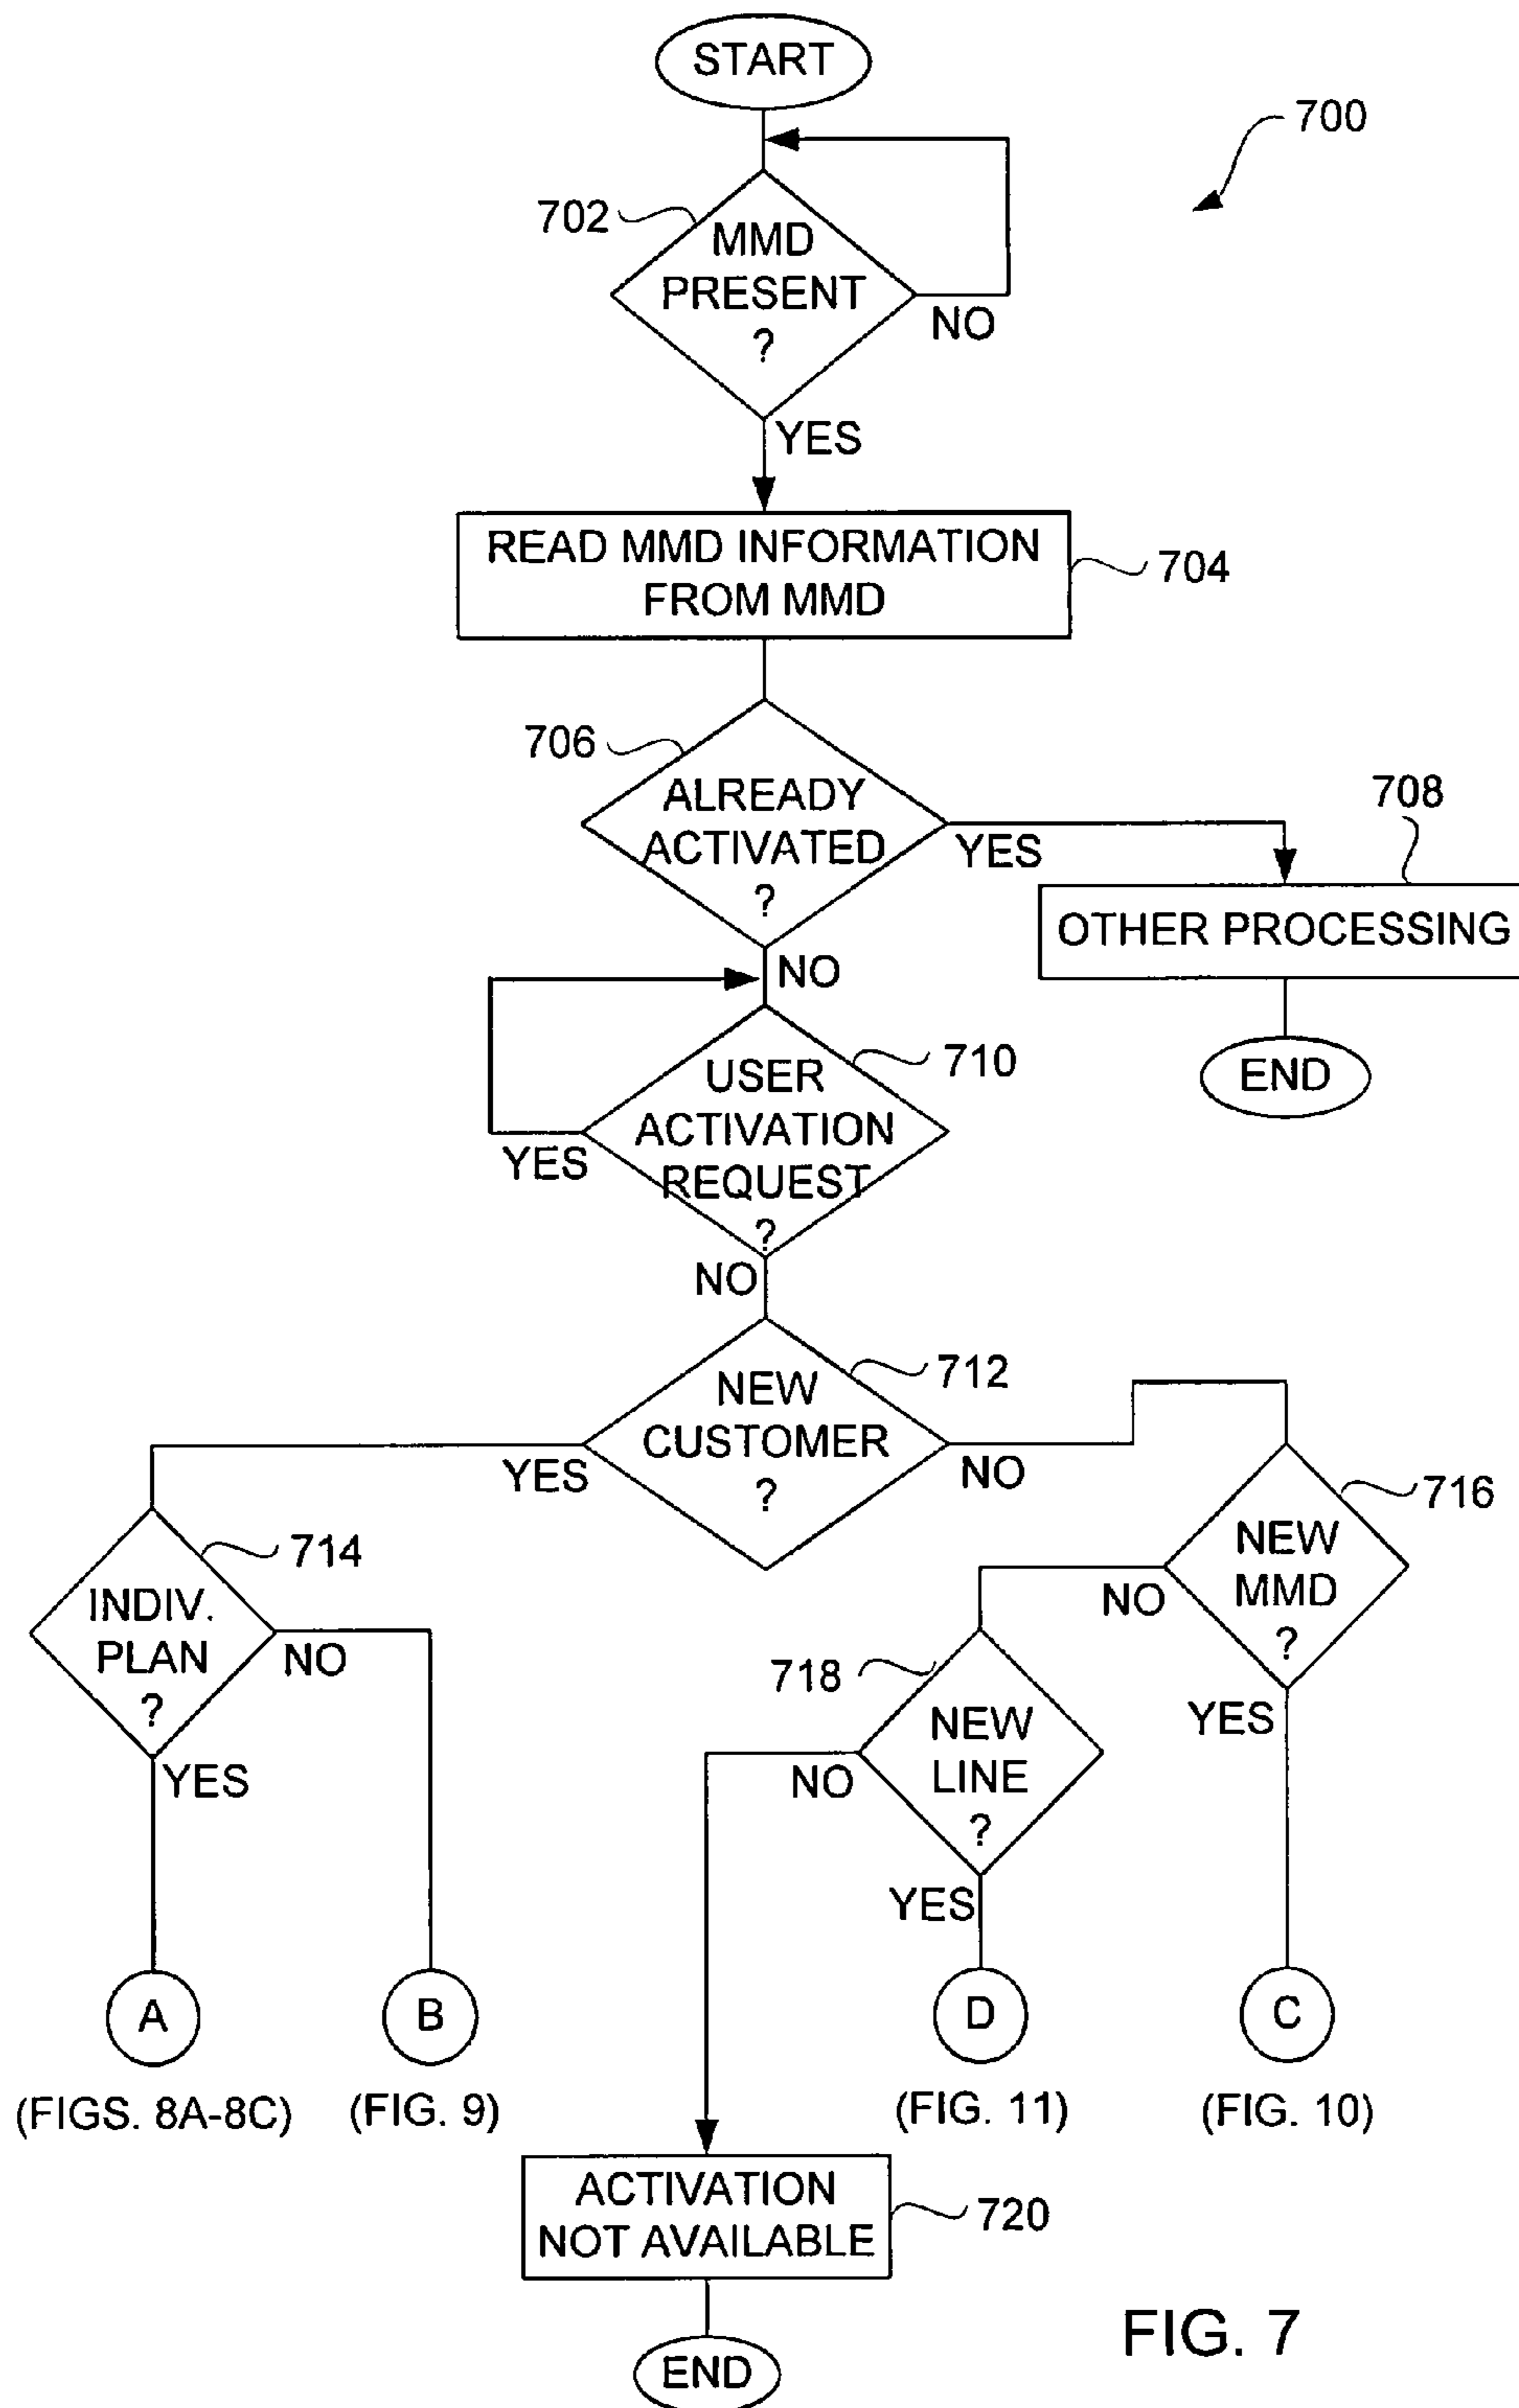 START
700
702
MMD
PRESENT
?
NO
YES
READ MMD INFORMATION
FROM MMD
704
706
ALREADY
ACTIVATED
?
YES
708
OTHER PROCESSING
END
NO
710
USER
ACTIVATION
REQUEST
?
YES
NO
712
NEW
CUSTOMER
?
YES
NO
714
INDIV.
PLAN
?
NO
YES
716
NEW
MMD
?
NO
YES
718
NEW
LINE
?
NO
YES
A
B
D
C
(FIGS. 8A-8C)
(FIG. 9)
(FIG. 11)
(FIG. 10)
ACTIVATION
NOT AVAILABLE
720
END
FIG. 7